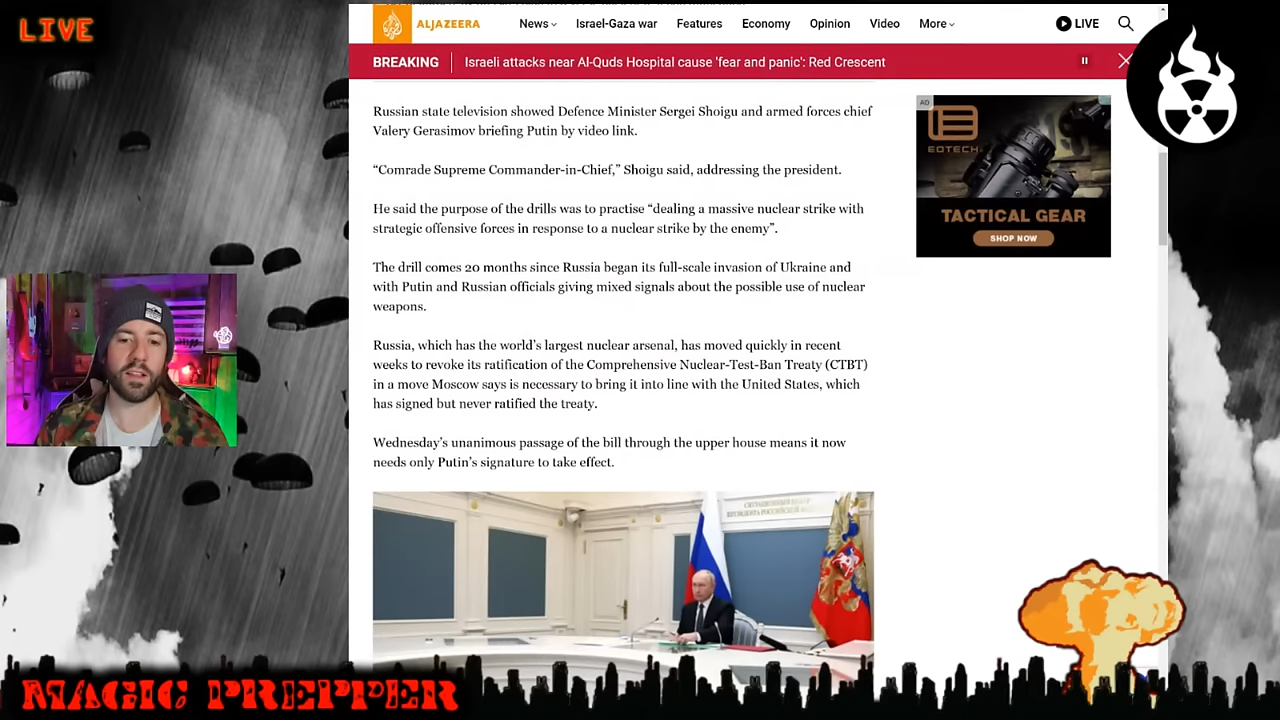 LIVE
ALJAZEERA
News
Israel-Gaza war
Features
Economy
Opinion
Video
More
LIVE
BREAKING
Israeli attacks near Al-Quds Hospital cause 'fear and panic': Red Crescent
Russian state television showed Defence Minister Sergei Shoigu and armed forces chief
Valery Gerasimov briefing Putin by video link.
“Comrade Supreme Commander-in-Chief,” Shoigu said, addressing the president.
He said the purpose of the drills was to practise “dealing a massive nuclear strike with
strategic offensive forces in response to a nuclear strike by the enemy”.
The drill comes 20 months since Russia began its full-scale invasion of Ukraine and
with Putin and Russian officials giving mixed signals about the possible use of nuclear
weapons.
Russia, which has the world’s largest nuclear arsenal, has moved quickly in recent
weeks to revoke its ratification of the Comprehensive Nuclear-Test-Ban Treaty (CTBT)
in a move Moscow says is necessary to bring it into line with the United States, which
has signed but never ratified the treaty.
Wednesday’s unanimous passage of the bill through the upper house means it now
needs only Putin’s signature to take effect.
AD
EOTECH
TACTICAL GEAR
SHOP NOW
MAGIC PREPPER